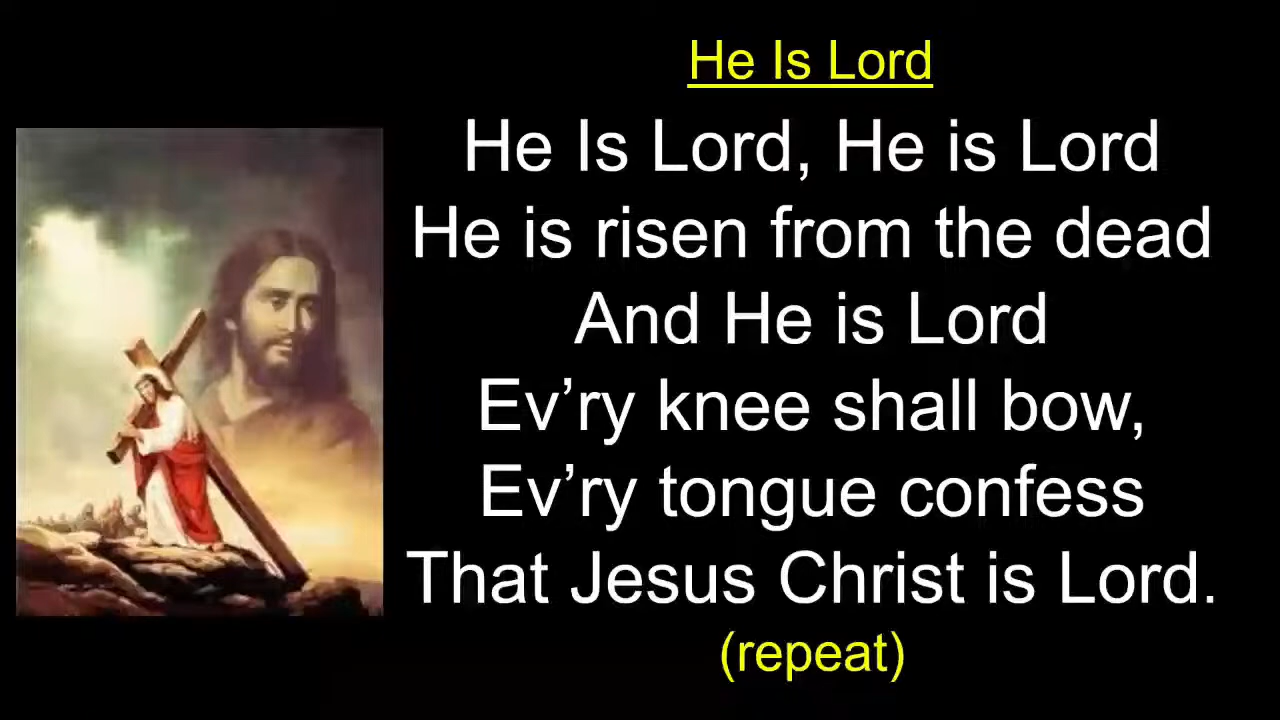 He Is Lord
He Is Lord, He is Lord
He is risen from the dead
And He is Lord
Ev’ry knee shall bow,
Ev’ry tongue confess
That Jesus Christ is Lord.
(repeat)